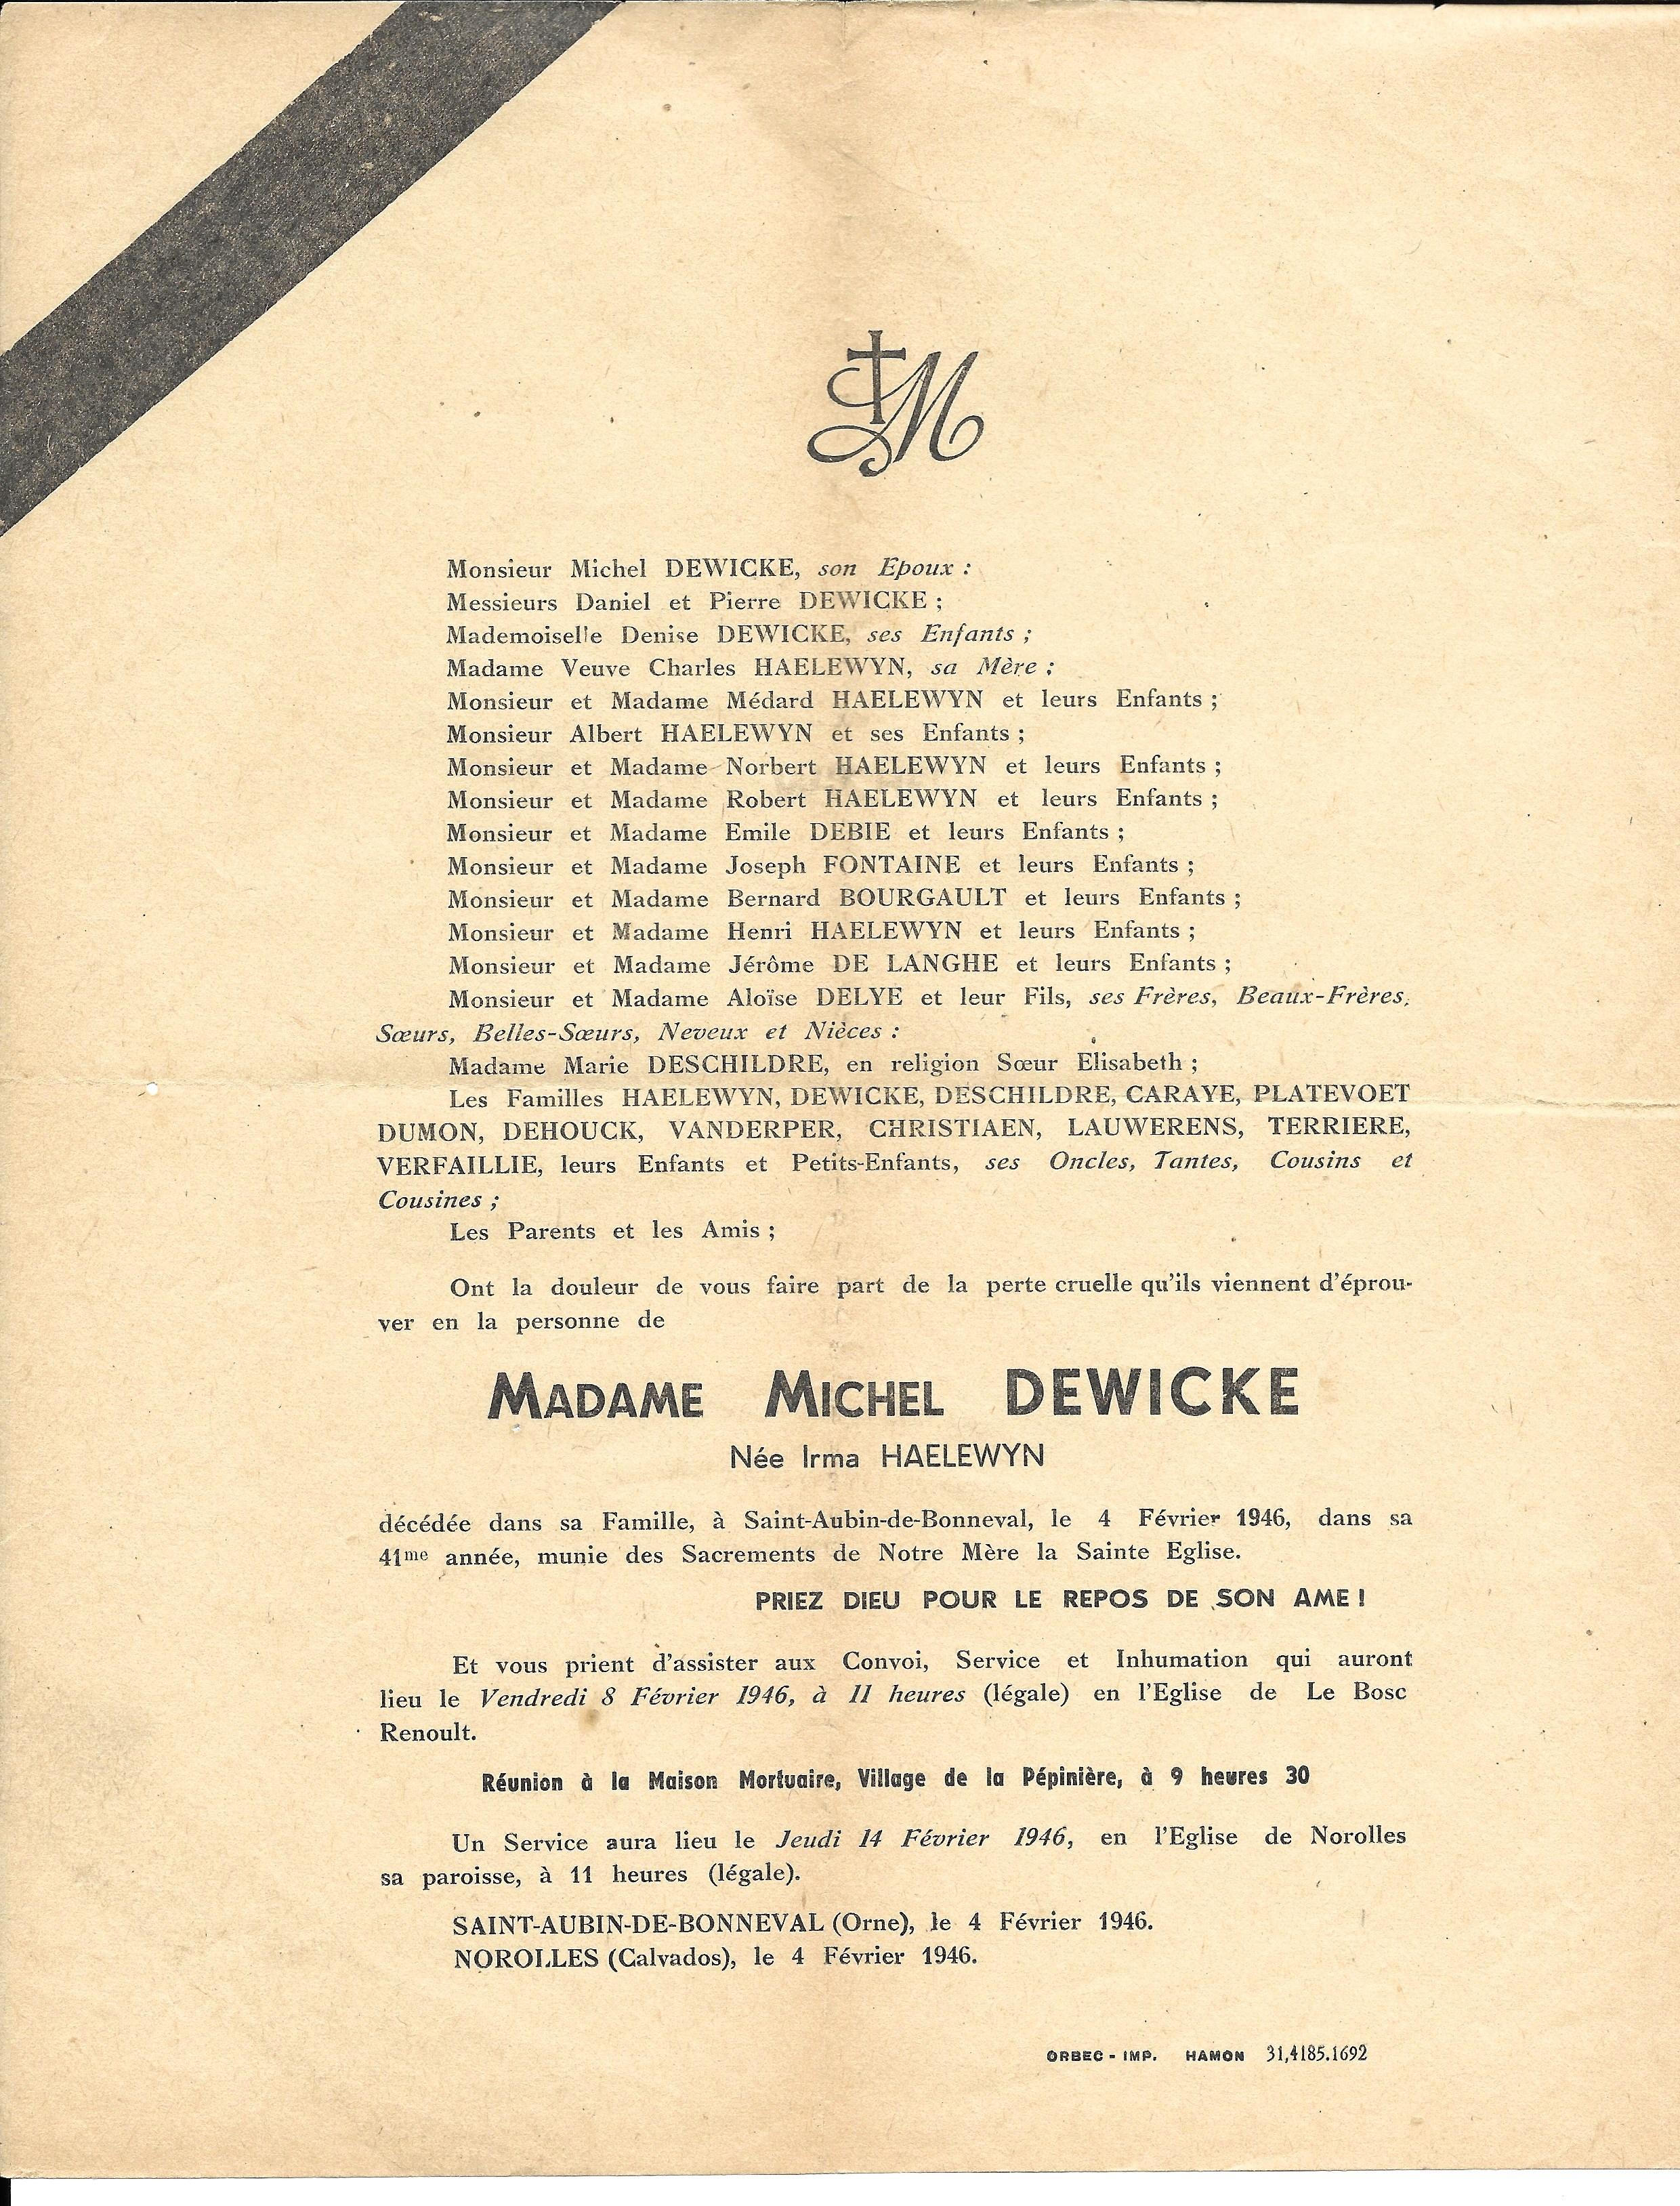 M
Monsieur Michel DEWICKE, son Epoux :
Messieurs Daniel et Pierre DEWICKE ;
Mademoiselle Denise DEWICKE, ses Enfants ;
Madame Veuve Charles HAELEWYN, sa Mère ;
Monsieur et Madame Médard HAELEWYN et leurs Enfants ;
Monsieur Albert HAELEWYN et ses Enfants ;
Monsieur et Madame Norbert HAELEWYN et leurs Enfants ;
Monsieur et Madame Robert HAELEWYN et leurs Enfants ;
Monsieur et Madame Emile DEBIE et leurs Enfants ;
Monsieur et Madame Joseph FONTAINE et leurs Enfants ;
Monsieur et Madame Bernard BOURGAULT et leurs Enfants ;
Monsieur et Madame Henri HAELEWYN et leurs Enfants ;
Monsieur et Madame Jérôme DE LANGHE et leurs Enfants ;
Monsieur et Madame Aloïse DELYE et leur Fils, ses Frères, Beaux-Frères,
Sœurs, Belles-Sœurs, Neveux et Nièces :
Madame Marie DESCHILDRE, en religion Sœur Elisabeth ;
Les Familles HAELEWYN, DEWICKE, DESCHILDRE, CARAYE, PLATEVOET
DUMON, DEHOUCK, VANDERPER, CHRISTIAEN, LAUWERENS, TERRIERE,
VERFAILLIE, leurs Enfants et Petits-Enfants, ses Oncles, Tantes, Cousins et
Cousines ;
Les Parents et les Amis ;
Ont la douleur de vous faire part de la perte cruelle qu'ils viennent d'éprou-
ver en la personne de
MADAME MICHEL DEWICKE
Née Irma HAELEWYN
décédée dans sa Famille, à Saint-Aubin-de-Bonneval, le 4 Février 1946, dans sa
41me année, munie des Sacrements de Notre Mère la Sainte Eglise.
PRIEZ DIEU POUR LE REPOS DE SON AME !
Et vous prient d'assister aux Convoi, Service et Inhumation qui auront
lieu le Vendredi 8 Février 1946, à 11 heures (légale) en l'Eglise de Le Bosc
Renoult.
Réunion à la Maison Mortuaire, Village de la Pépinière, à 9 heures 30
Un Service aura lieu le Jeudi 14 Février 1946, en l'Eglise de Norolles
sa paroisse, à 11 heures (légale).
SAINT-AUBIN-DE-BONNEVAL (Orne), le 4 Février 1946.
NOROLLES (Calvados), le 4 Février 1946.
ORBEC - IMP. HAMON 31,4185.1692